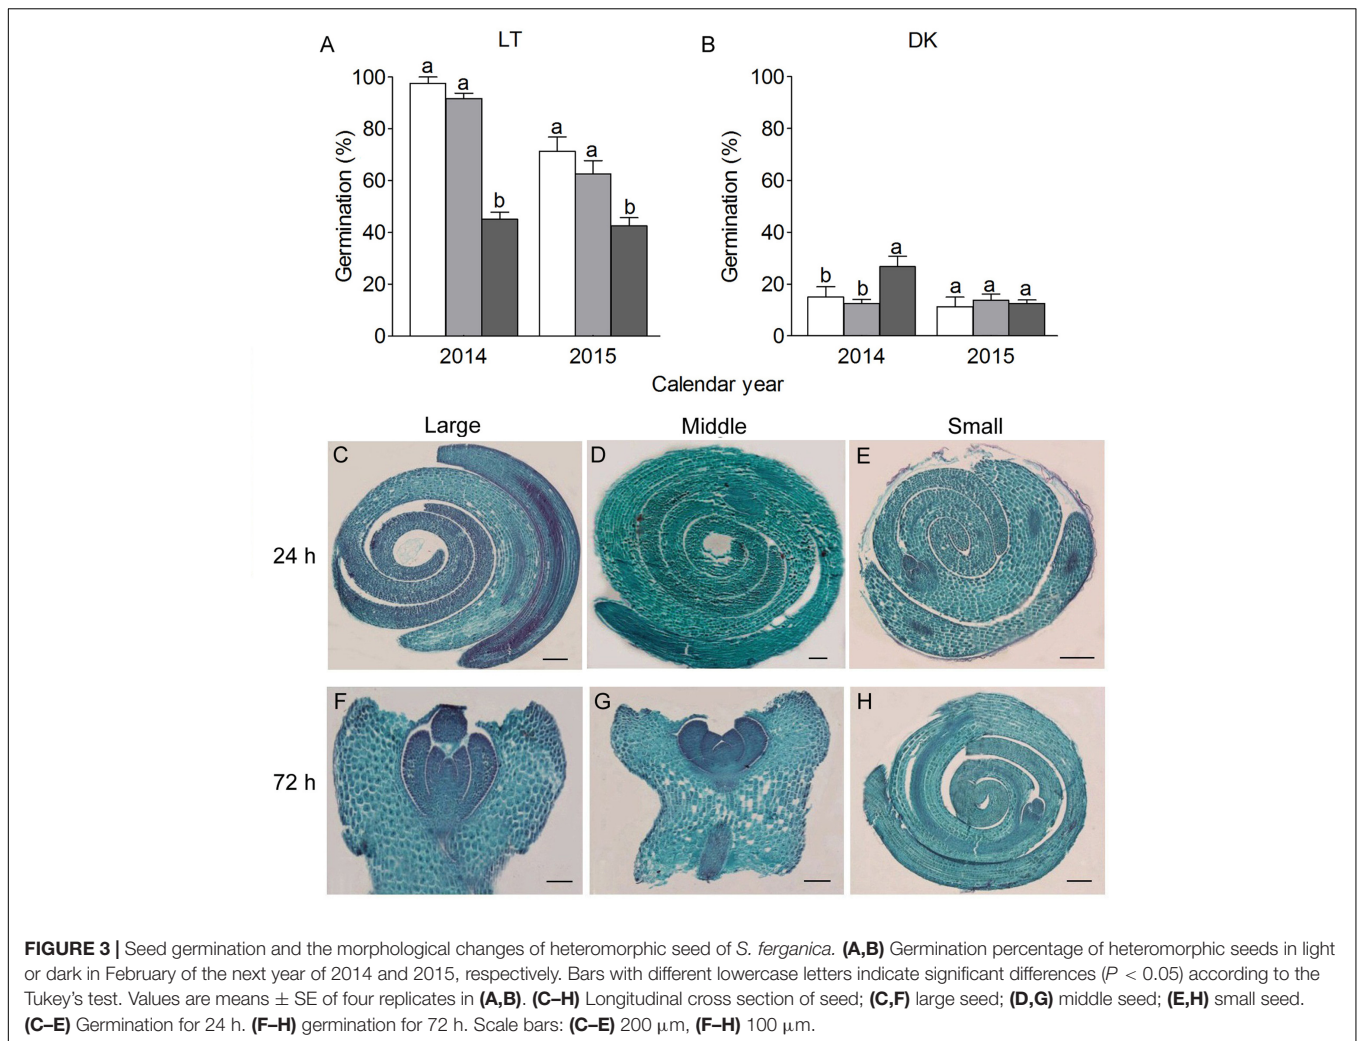 A LT B DK
a a b a a b
b b a a a a
Germination (%) Germination (%)
100 100
80 80
60 60
40 40
20 20
0 0
2014 2015 2014 2015
Calendar year
Large Middle Small
C D E
24 h
F G H
72 h
FIGURE 3 | Seed germination and the morphological changes of heteromorphic seed of S. ferganica. (A,B) Germination percentage of heteromorphic seeds in light
or dark in February of the next year of 2014 and 2015, respectively. Bars with different lowercase letters indicate significant differences (P < 0.05) according to the
Tukey's test. Values are means ± SE of four replicates in (A,B). (C–H) Longitudinal cross section of seed; (C,F) large seed; (D,G) middle seed; (E,H) small seed.
(C–E) Germination for 24 h. (F–H) germination for 72 h. Scale bars: (C–E) 200 μm, (F–H) 100 μm.